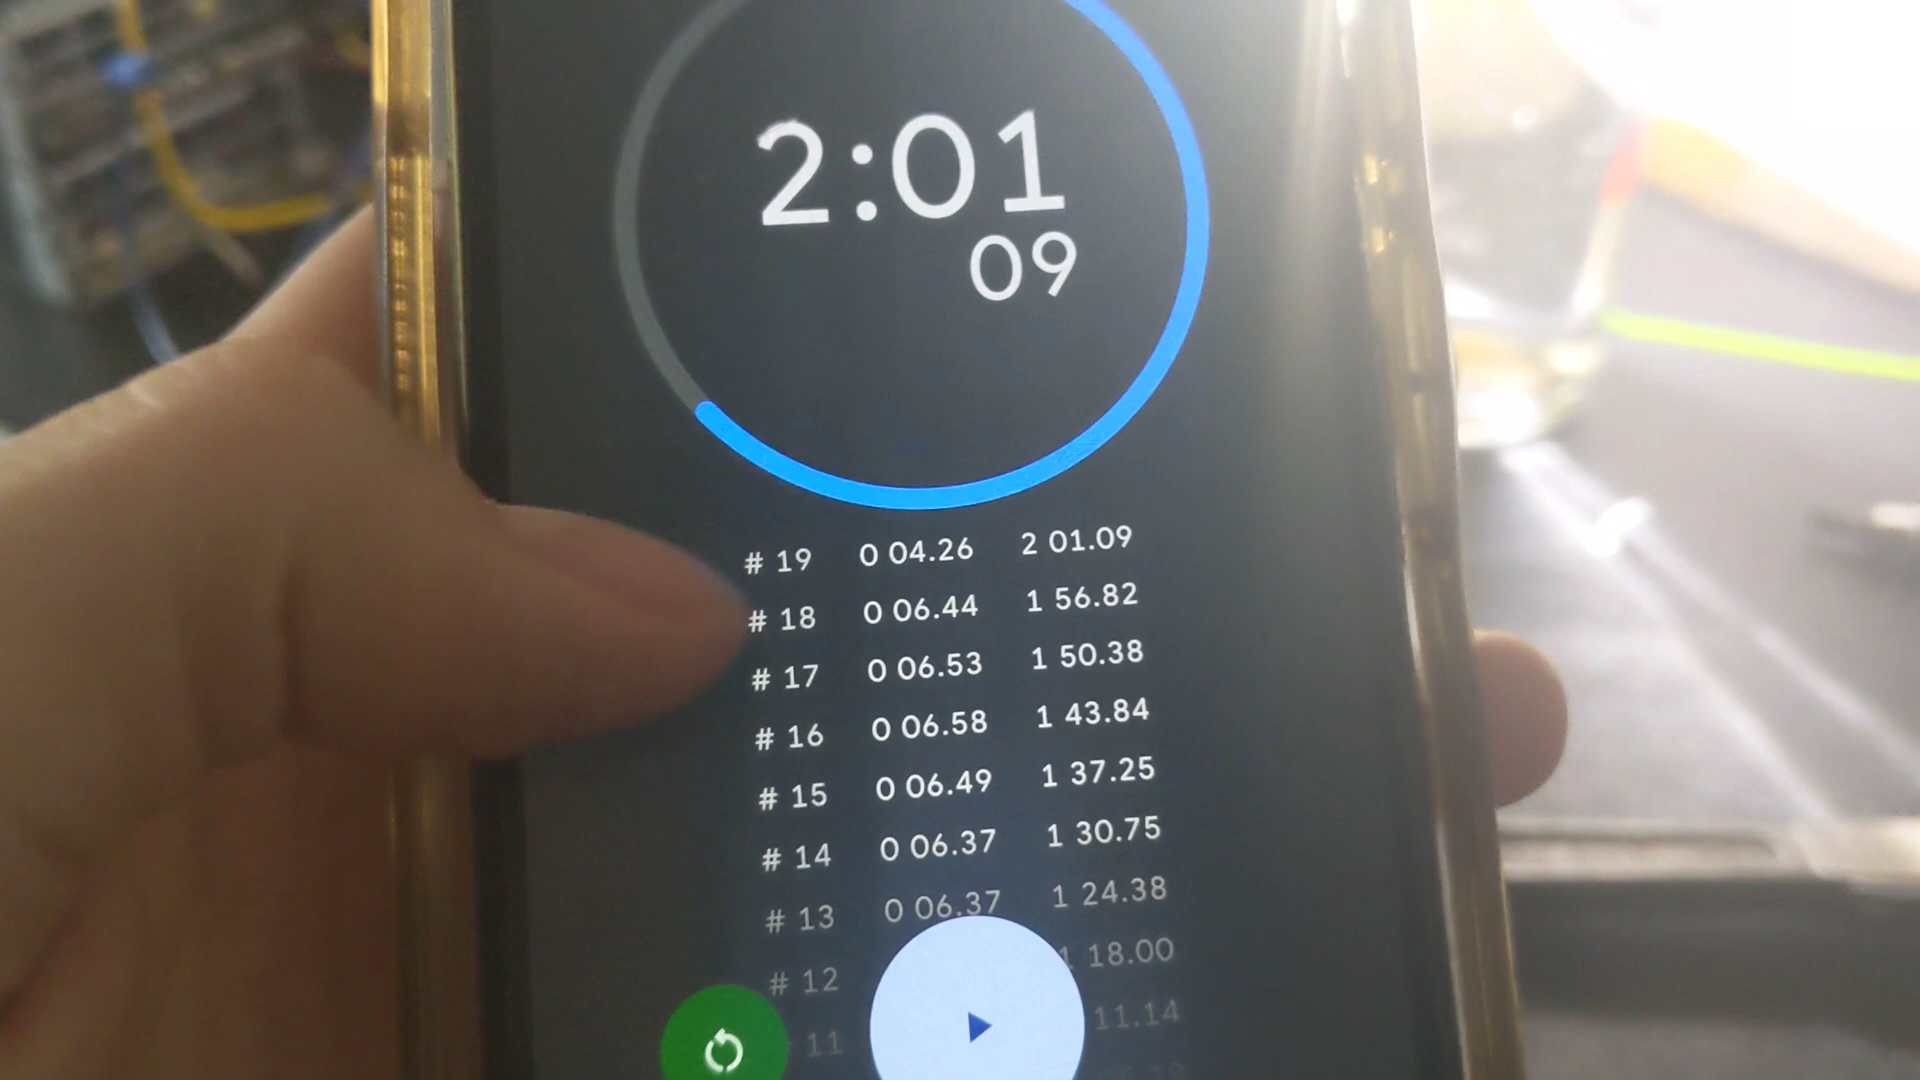 2:01
09
# 19 0 04.26 2 01.09
# 18 0 06.44 1 56.82
# 17 0 06.53 1 50.38
# 16 0 06.58 1 43.84
# 15 0 06.49 1 37.25
# 14 0 06.37 1 30.75
# 13 0 06.37 1 24.38
# 12 1 18.00
11 11.14